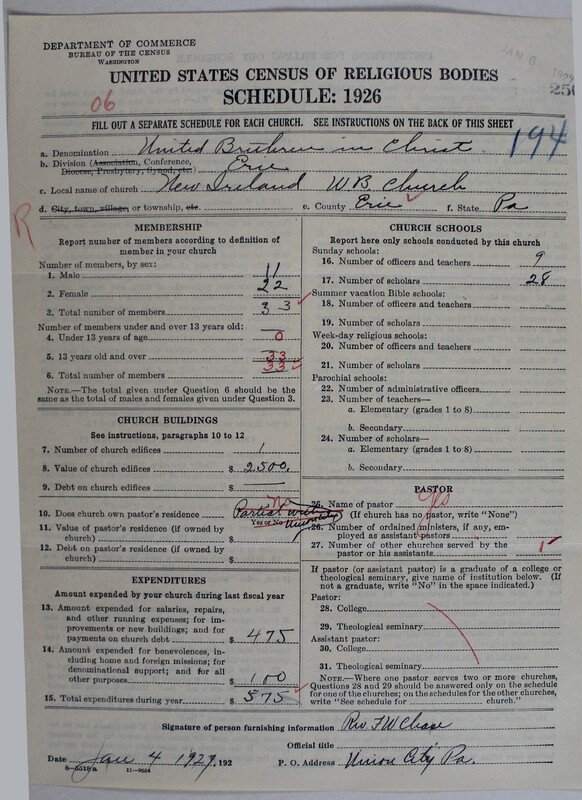 DEPARTMENT OF COMMERCE
BUREAU OF THE CENSUS
WASHINGTON
JAN 8
UNITED STATES CENSUS OF RELIGIOUS BODIES
SCHEDULE: 1926
06
FILL OUT A SEPARATE SCHEDULE FOR EACH CHURCH. SEE INSTRUCTIONS ON THE BACK OF THIS SHEET
194
a. Denomination United Brethren in Christ
b. Division (Association, Conference, Diocese, Presbytery, Synod, etc.) Erie
c. Local name of church New Ireland U.B. Church
d. City, town, village, or township, etc. e. County Erie f. State Pa
R
MEMBERSHIP
Report number of members according to definition of
member in your church
Number of members, by sex:
1. Male 11
2. Female 22
3. Total number of members 33
Number of members under and over 13 years old:
4. Under 13 years of age 0
5. 13 years old and over 33
6. Total number of members 33
NOTE.—The total given under Question 6 should be
same as the total of males and females given under Question 3.
CHURCH BUILDINGS
See instructions, paragraphs 10 to 12
7. Number of church edifices 1
8. Value of church edifices $ 2500.
9. Debt on church edifices $ —
10. Does church own pastor's residence No Partial with Union City
Yes or No
11. Value of pastor's residence (if owned by
church) $
12. Debt on pastor's residence (if owned by
church) $
EXPENDITURES
Amount expended by your church during last fiscal year
13. Amount expended for salaries, repairs,
and other running expenses; for im-
provements or new buildings; and for
payments on church debt $ 475
14. Amount expended for benevolences,
including home and foreign missions; for
denominational support; and for all
other purposes $ 100
15. Total expenditures during year $ 575
CHURCH SCHOOLS
Report here only schools conducted by this church
Sunday schools:
16. Number of officers and teachers 9
17. Number of scholars 28
Summer vacation Bible schools:
18. Number of officers and teachers
19. Number of scholars
Week-day religious schools:
20. Number of officers and teachers
21. Number of scholars
Parochial schools:
22. Number of administrative officers
23. Number of teachers—
a. Elementary (grades 1 to 8)
b. Secondary
24. Number of scholars—
a. Elementary (grades 1 to 8)
b. Secondary
PASTOR
25. Name of pastor yes
(If church has no pastor, write "None")
26. Number of ordained ministers, if any, em-
ployed as assistant pastors
27. Number of other churches served by the
pastor or his assistants 1
If pastor (or assistant pastor) is a graduate of a college or
theological seminary, give name of institution below. (If
not a graduate, write "No" in the space indicated.)
Pastor:
28. College
29. Theological seminary
Assistant pastor:
30. College
31. Theological seminary
NOTE.—Where one pastor serves two or more churches,
Questions 28 and 29 should be answered only on the schedule
for one of the churches; on the schedules for the other churches,
write "See schedule for church."
Signature of person furnishing information Rev. F W Chase
Official title
Date Jan 4 1927, 192 P. O. Address Union City Pa.
8—5518 a 11—9054